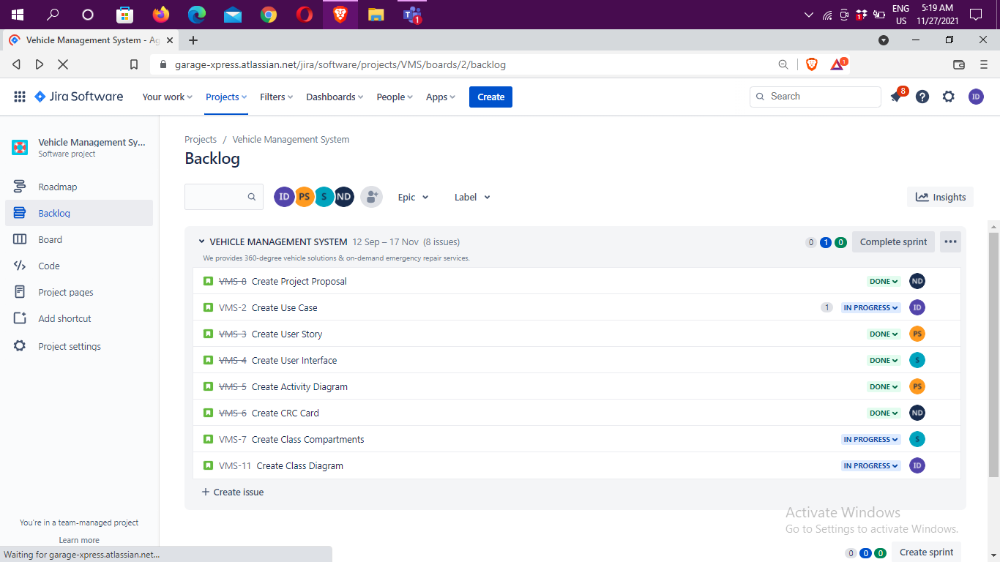 ENG
US
5:19 AM
11/27/2021
1
Vehicle Management System - Ag
garage-xpress.atlassian.net/jira/software/projects/VMS/boards/2/backlog
1
Jira Software
Your work
Projects
Filters
Dashboards
People
Apps
Create
Search
8
ID
Vehicle Management Sy...
Software project
Roadmap
Backlog
Board
Code
Project pages
Add shortcut
Project settings
You're in a team-managed project
Learn more
Projects / Vehicle Management System
Backlog
ID PS S ND
Epic
Label
Insights
VEHICLE MANAGEMENT SYSTEM 12 Sep – 17 Nov (8 issues)
0 1 0 Complete sprint
We provides 360-degree vehicle solutions & on-demand emergency repair services.
VMS-8 Create Project Proposal DONE ND
VMS-2 Create Use Case 1 IN PROGRESS ID
VMS-3 Create User Story DONE PS
VMS-4 Create User Interface DONE S
VMS-5 Create Activity Diagram DONE PS
VMS-6 Create CRC Card DONE ND
VMS-7 Create Class Compartments IN PROGRESS S
VMS-11 Create Class Diagram IN PROGRESS ID
+ Create issue
Activate Windows
Go to Settings to activate Windows.
0 0 0 Create sprint
Waiting for garage-xpress.atlassian.net...